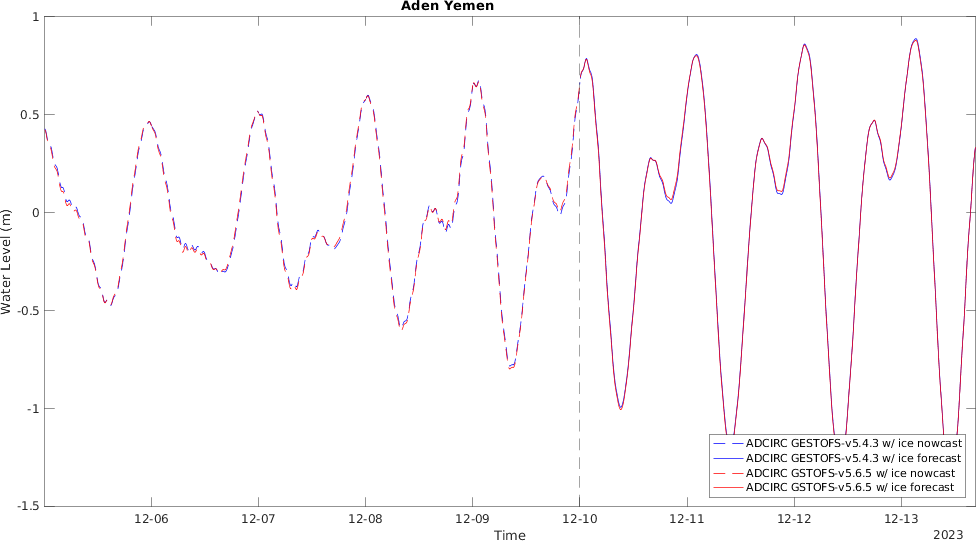 Aden Yemen
1
0.5
0
-0.5
-1
-1.5
Water Level (m)
ADCIRC GESTOFS-v5.4.3 w/ ice nowcast
ADCIRC GESTOFS-v5.4.3 w/ ice forecast
ADCIRC GSTOFS-v5.6.5 w/ ice nowcast
ADCIRC GSTOFS-v5.6.5 w/ ice forecast
12-06 12-07 12-08 12-09 12-10 12-11 12-12 12-13
Time
2023